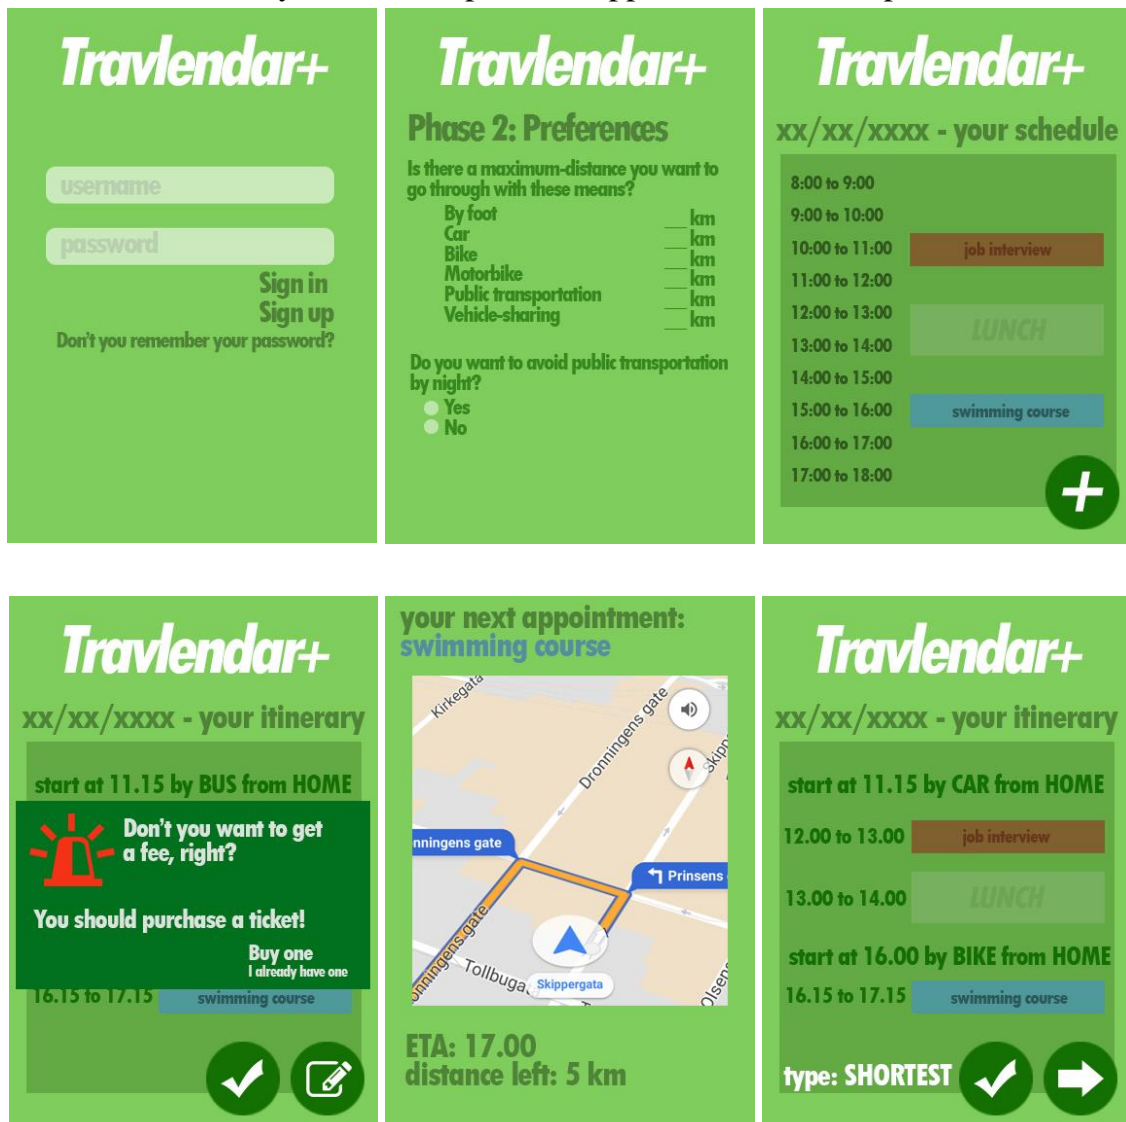 Travlendar+
username
password
Sign in
Sign up
Don't you remember your password?
Travlendar+
Phase 2: Preferences
Is there a maximum-distance you want to
go through with these means?
By foot __ km
Car __ km
Bike __ km
Motorbike __ km
Public transportation __ km
Vehicle-sharing __ km
Do you want to avoid public transportation
by night?
Yes
No
Travlendar+
xx/xx/xxxx - your schedule
8:00 to 9:00
9:00 to 10:00
10:00 to 11:00 job interview
11:00 to 12:00
12:00 to 13:00
LUNCH
13:00 to 14:00
14:00 to 15:00
15:00 to 16:00 swimming course
16:00 to 17:00
17:00 to 18:00
Travlendar+
xx/xx/xxxx - your itinerary
start at 11.15 by BUS from HOME
Don't you want to get
a fee, right?
You should purchase a ticket!
Buy one
I already have one
16.15 to 17.15 swimming course
your next appointment:
swimming course
Kirkegata
Dronningens gate
Skipp
nningens gate
Prinsens
onningens gate
Tollbuga
Skippergata
Olsen
ETA: 17.00
distance left: 5 km
Travlendar+
xx/xx/xxxx - your itinerary
start at 11.15 by CAR from HOME
12.00 to 13.00 job interview
13.00 to 14.00 LUNCH
start at 16.00 by BIKE from HOME
16.15 to 17.15 swimming course
type: SHORTEST